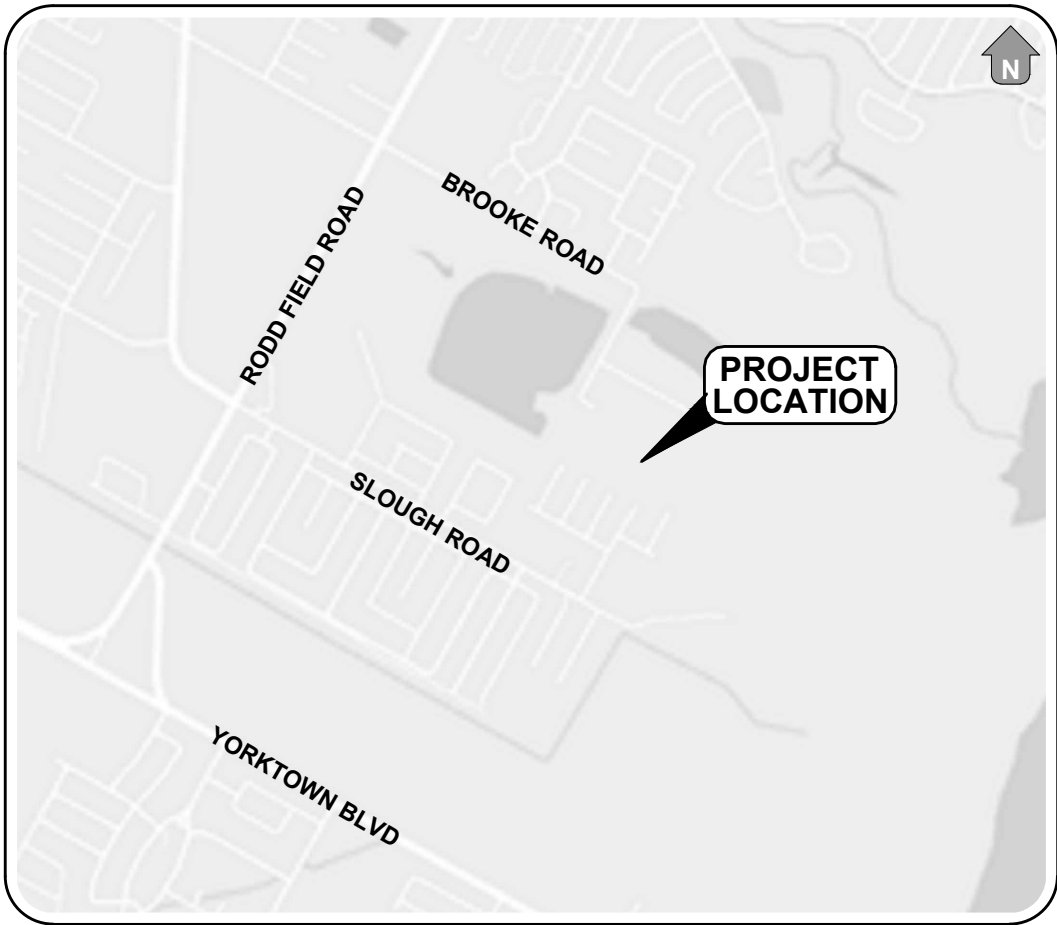 N
BROOKE ROAD
RODD FIELD ROAD
PROJECT
LOCATION
SLOUGH ROAD
YORKTOWN BLVD